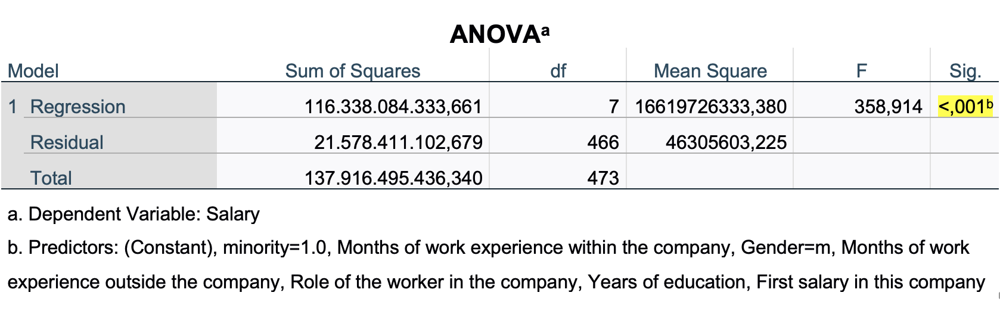 ANOVAa
Model Sum of Squares df Mean Square F Sig.
1 Regression 116.338.084.333,661 7 16619726333,380 358,914 <,001b
Residual 21.578.411.102,679 466 46305603,225
Total 137.916.495.436,340 473
a. Dependent Variable: Salary
b. Predictors: (Constant), minority=1.0, Months of work experience within the company, Gender=m, Months of work
experience outside the company, Role of the worker in the company, Years of education, First salary in this company